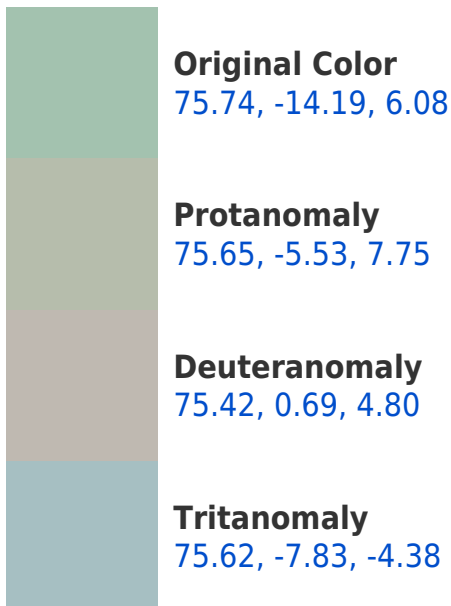 Original Color
75.74, -14.19, 6.08
Protanomaly
75.65, -5.53, 7.75
Deuteranomaly
75.42, 0.69, 4.80
Tritanomaly
75.62, -7.83, -4.38